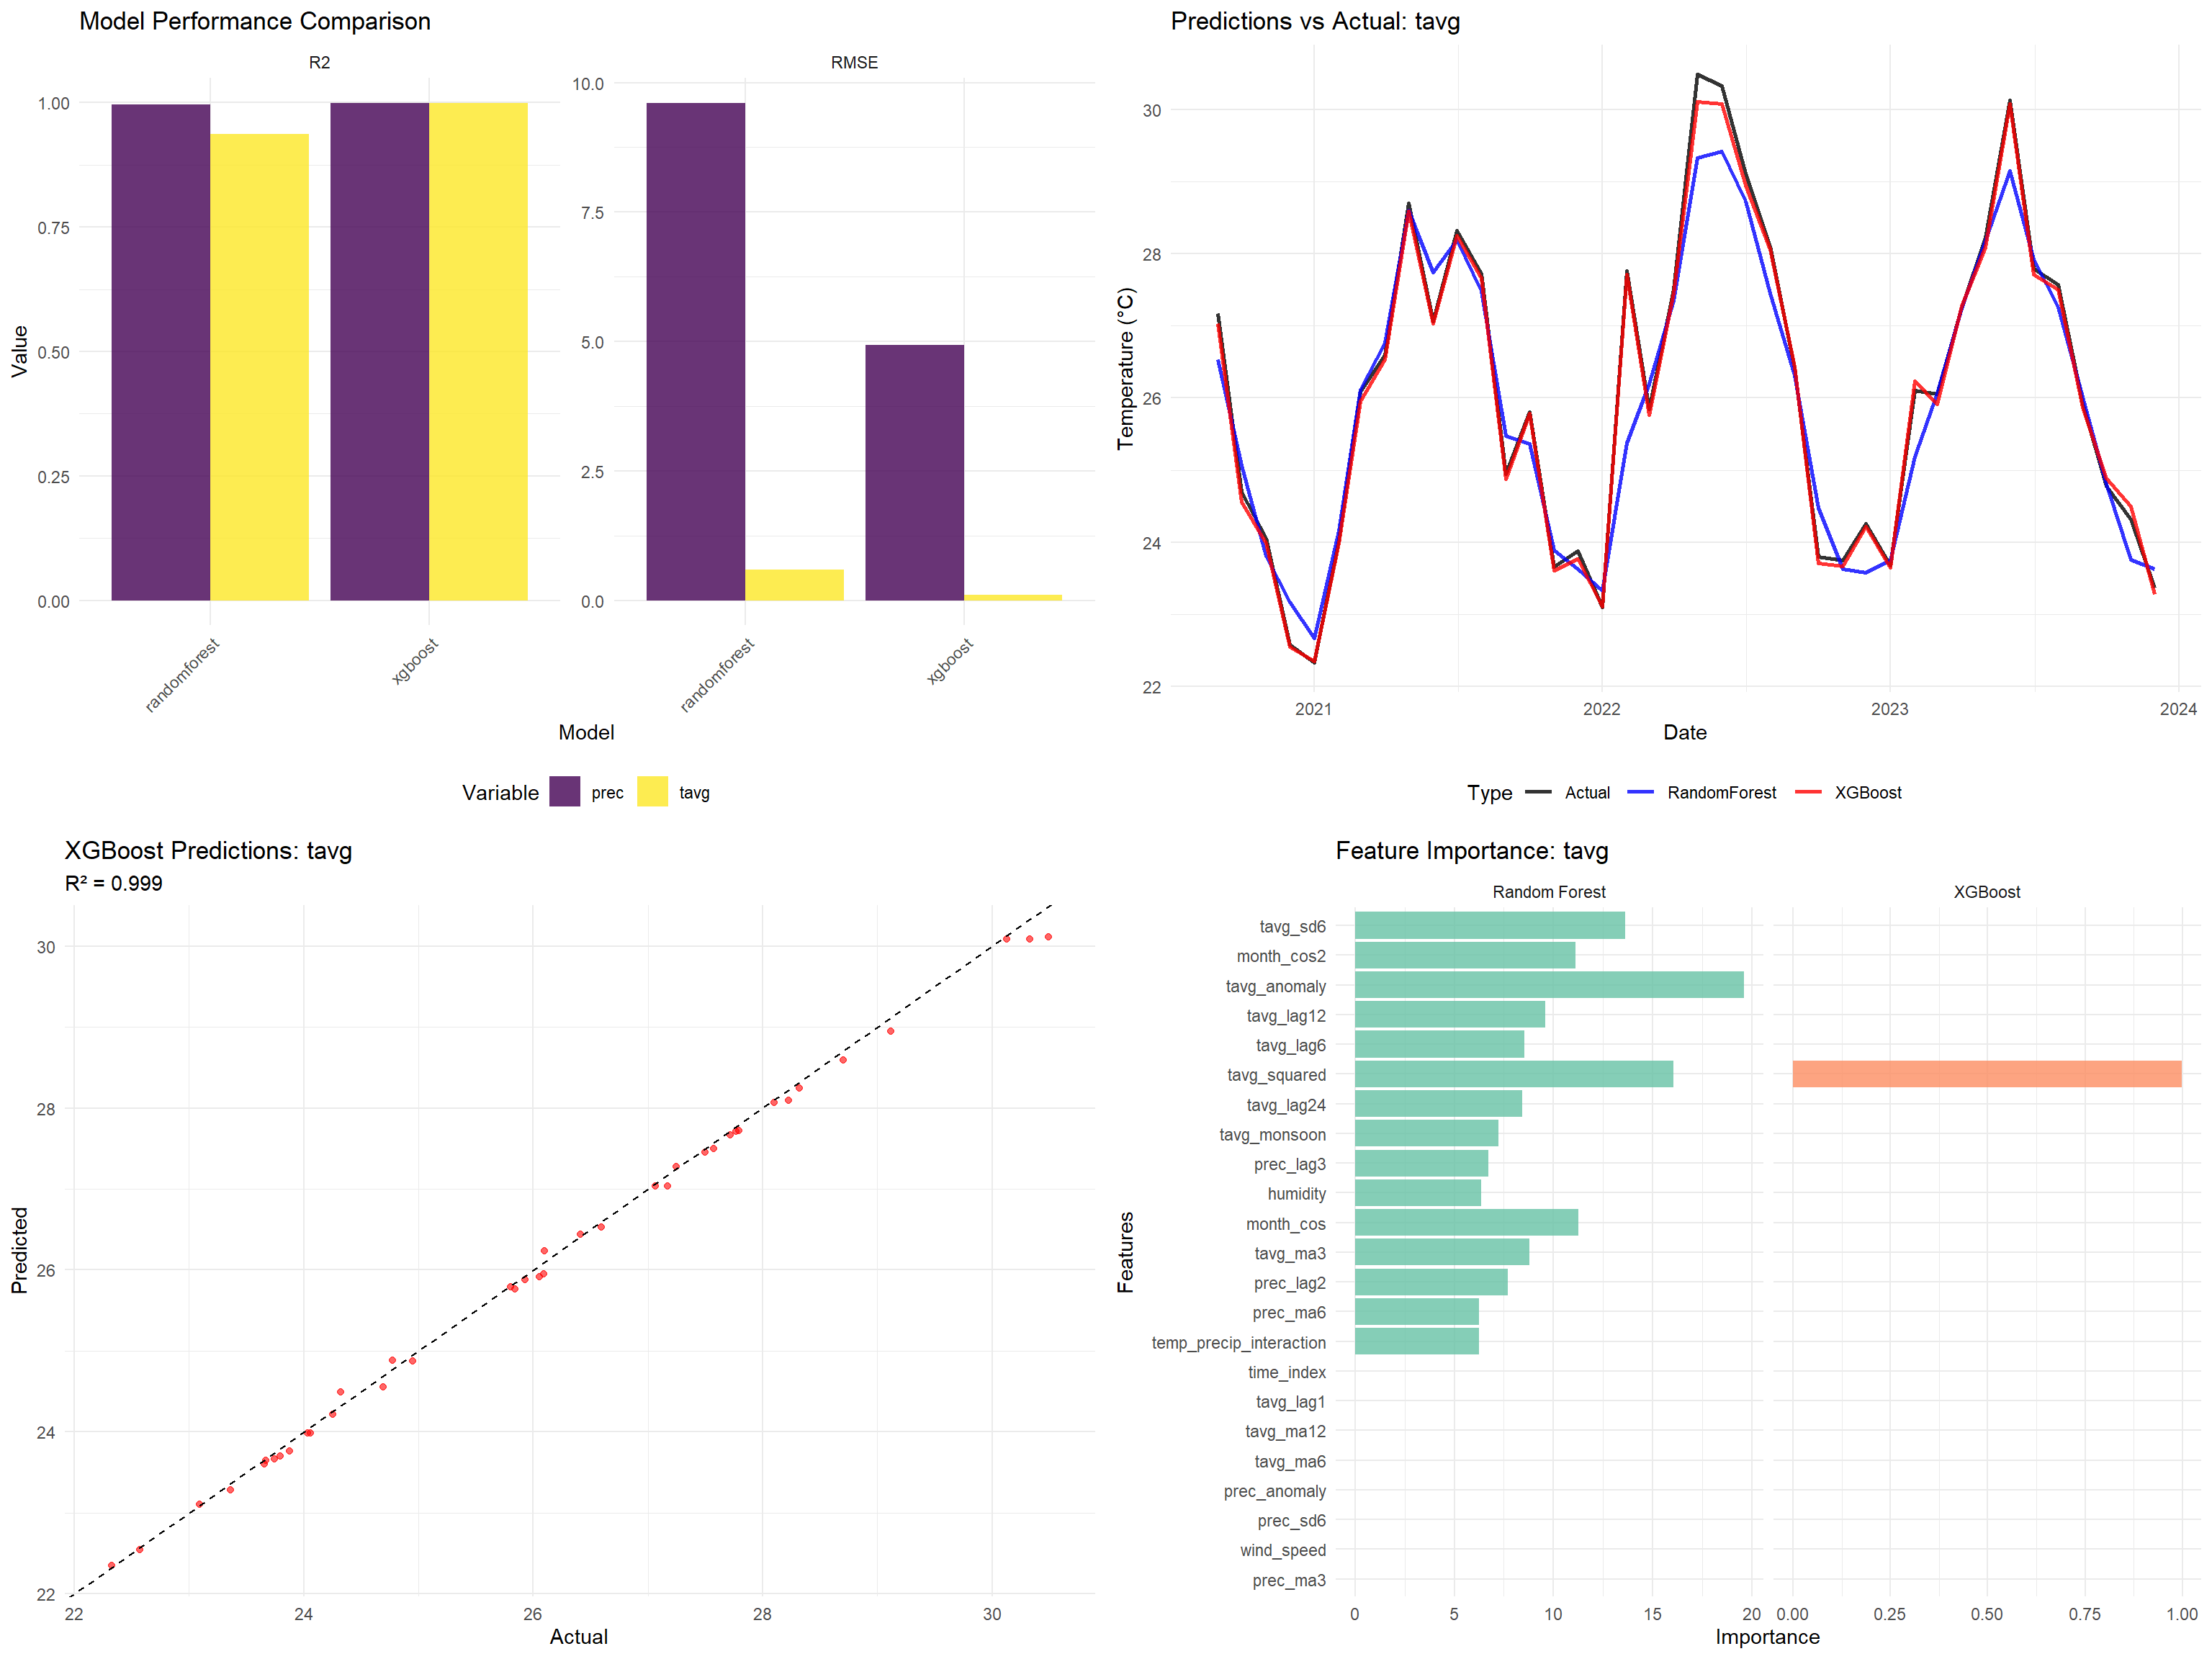 Model Performance Comparison
R2
RMSE
Value
1.00
0.75
0.50
0.25
0.00
10.0
7.5
5.0
2.5
0.0
randomforest
xgboost
randomforest
xgboost
Model
Variable prec tavg
Predictions vs Actual: tavg
Temperature (°C)
30
28
26
24
22
2021 2022 2023 2024
Date
Type Actual RandomForest XGBoost
XGBoost Predictions: tavg
R² = 0.999
Predicted
30
28
26
24
22
22 24 26 28 30
Actual
Feature Importance: tavg
Random Forest
XGBoost
Features
tavg_sd6
month_cos2
tavg_anomaly
tavg_lag12
tavg_lag6
tavg_squared
tavg_lag24
tavg_monsoon
prec_lag3
humidity
month_cos
tavg_ma3
prec_lag2
prec_ma6
temp_precip_interaction
time_index
tavg_lag1
tavg_ma12
tavg_ma6
prec_anomaly
prec_sd6
wind_speed
prec_ma3
0 5 10 15 20
0.00 0.25 0.50 0.75 1.00
Importance